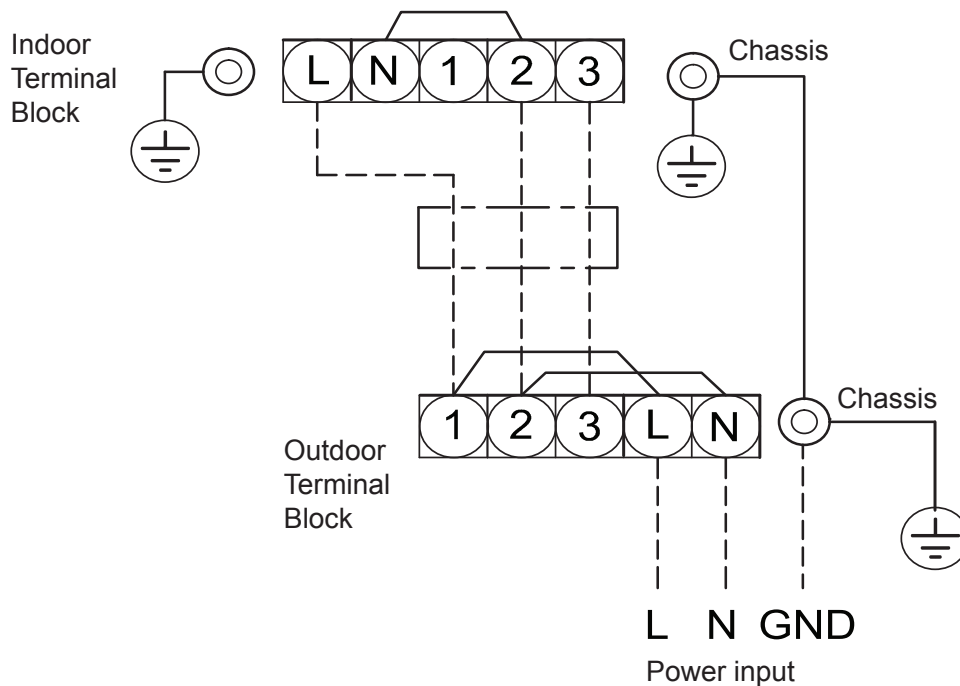 Indoor
Terminal
Block
L N 1 2 3
Chassis
Chassis
1 2 3 L N
Outdoor
Terminal
Block
L N GND
Power input